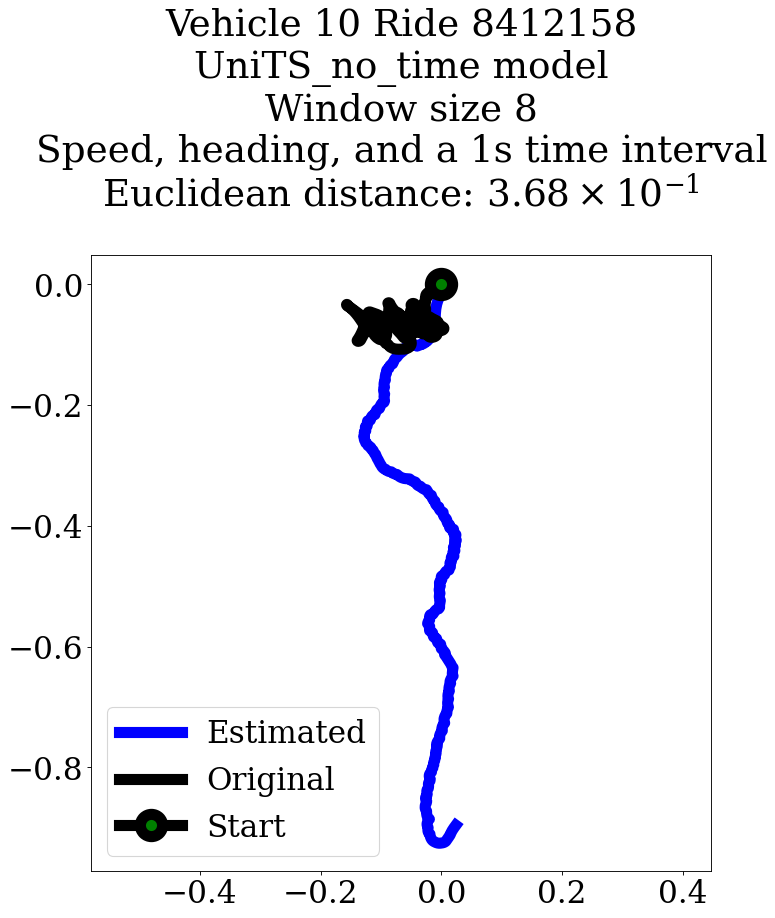 Vehicle 10 Ride 8412158
UniTS_no_time model
Window size 8
Speed, heading, and a 1s time interval
Euclidean distance: 3.68 × 10⁻¹
0.0
−0.2
−0.4
−0.6
−0.8
Estimated
Original
Start
−0.4 −0.2 0.0 0.2 0.4